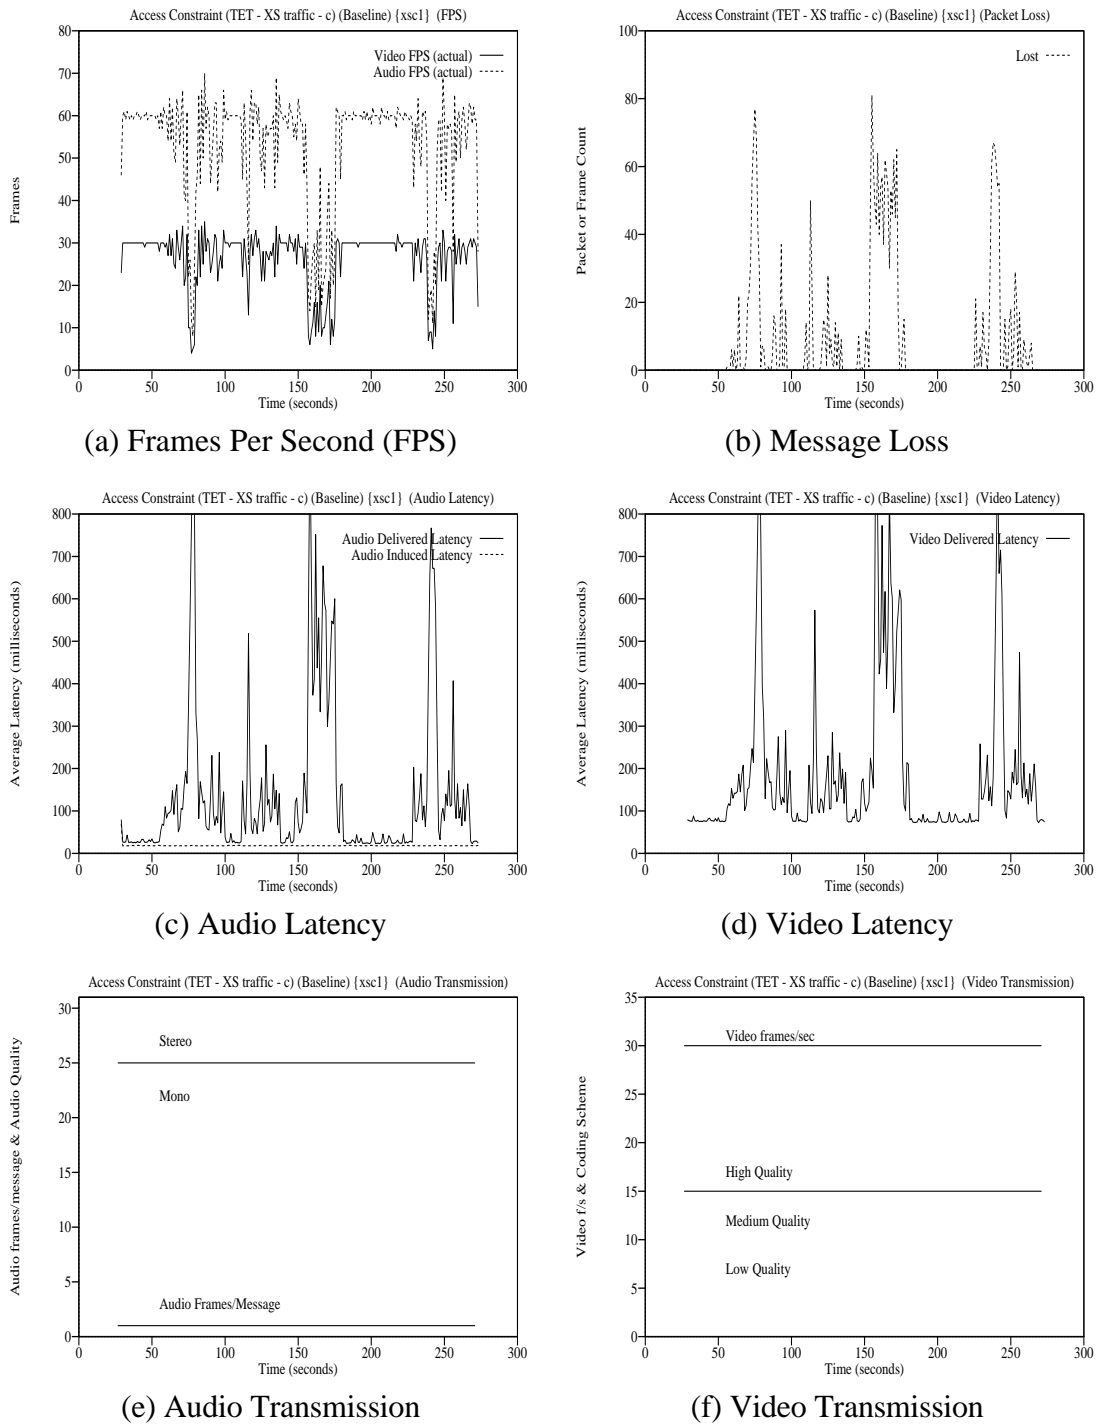 Access Constraint (TET - XS traffic - c) (Baseline) {xsc1} (FPS)
80
70
60
50
40
30
20
10
0
Frames
Video FPS (actual)
Audio FPS (actual)
0 50 100 150 200 250 300
Time (seconds)
(a) Frames Per Second (FPS)
Access Constraint (TET - XS traffic - c) (Baseline) {xsc1} (Packet Loss)
100
80
60
40
20
0
Packet or Frame Count
Lost
0 50 100 150 200 250 300
Time (seconds)
(b) Message Loss
Access Constraint (TET - XS traffic - c) (Baseline) {xsc1} (Audio Latency)
800
700
600
500
400
300
200
100
0
Average Latency (milliseconds)
Audio Delivered Latency
Audio Induced Latency
0 50 100 150 200 250 300
Time (seconds)
(c) Audio Latency
Access Constraint (TET - XS traffic - c) (Baseline) {xsc1} (Video Latency)
800
700
600
500
400
300
200
100
0
Average Latency (milliseconds)
Video Delivered Latency
0 50 100 150 200 250 300
Time (seconds)
(d) Video Latency
Access Constraint (TET - XS traffic - c) (Baseline) {xsc1} (Audio Transmission)
30
25
20
15
10
5
0
Audio frames/message & Audio Quality
Stereo
Mono
Audio Frames/Message
0 50 100 150 200 250 300
Time (seconds)
(e) Audio Transmission
Access Constraint (TET - XS traffic - c) (Baseline) {xsc1} (Video Transmission)
35
30
25
20
15
10
5
0
Video f/s & Coding Scheme
Video frames/sec
High Quality
Medium Quality
Low Quality
0 50 100 150 200 250 300
Time (seconds)
(f) Video Transmission